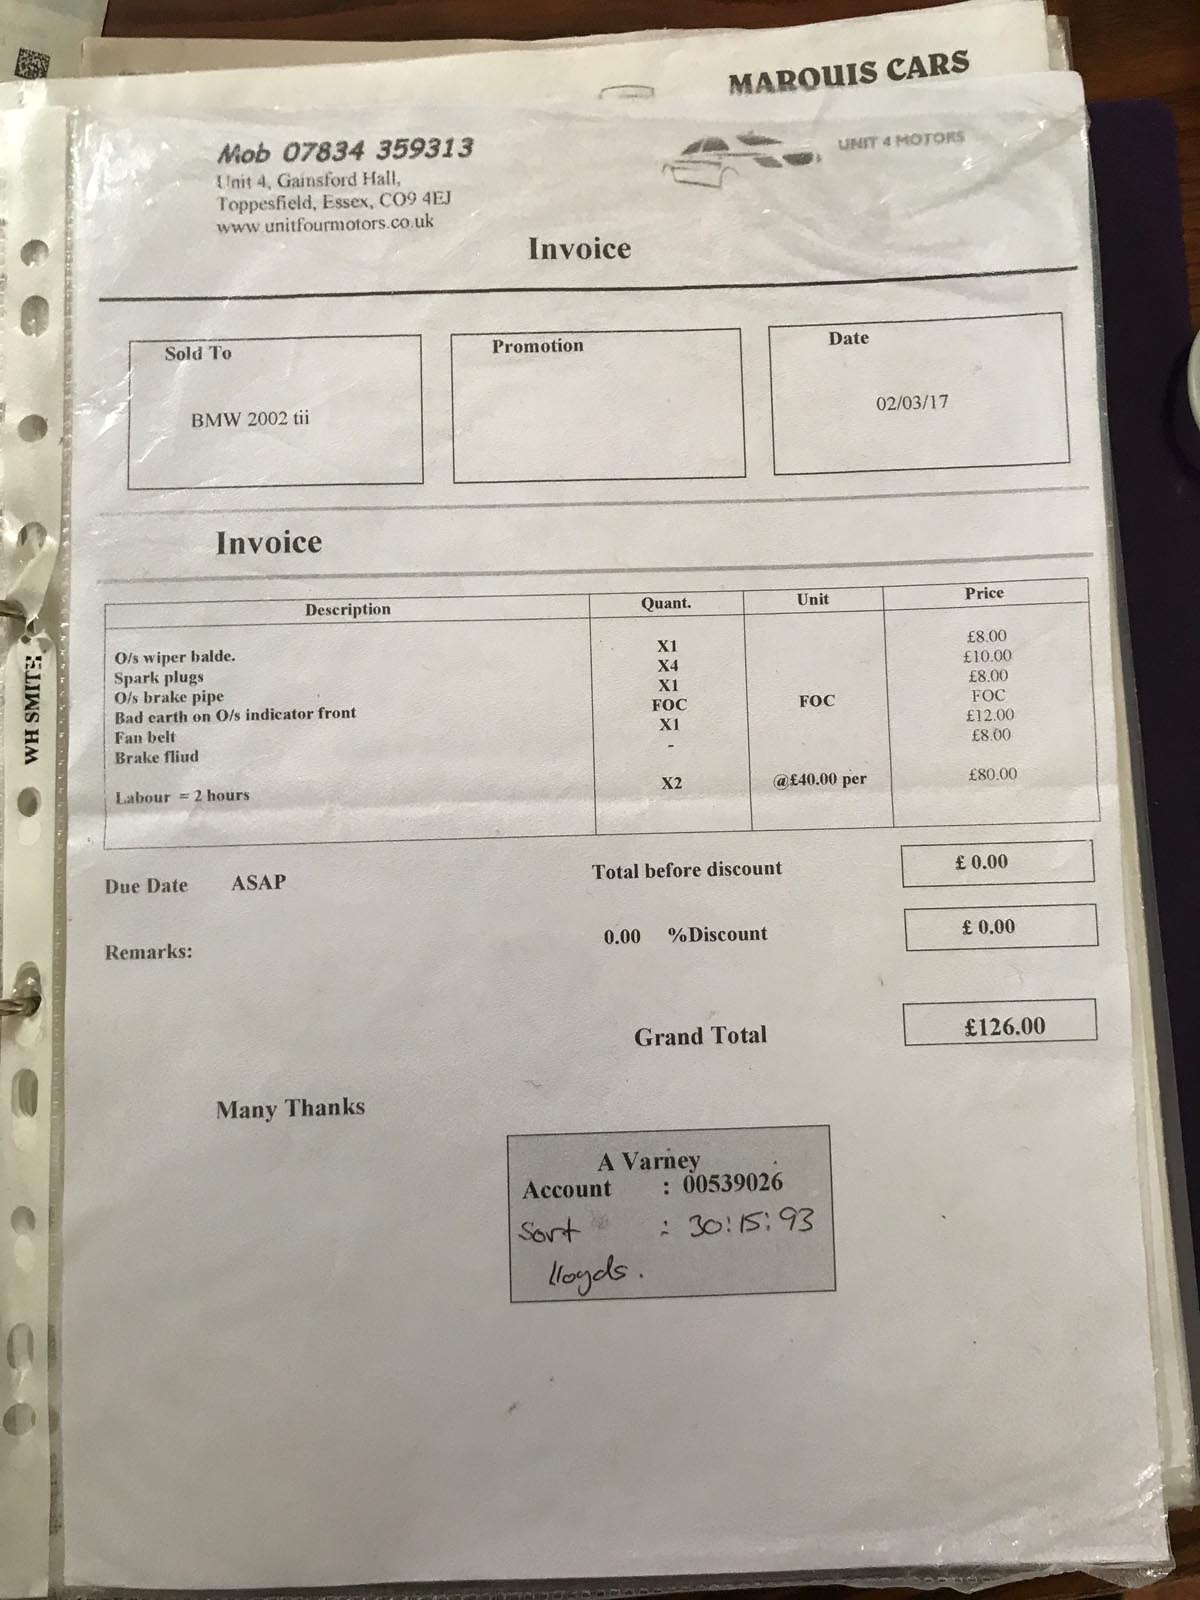 MARQUIS CARS
Mob 07834 359313
UNIT 4 MOTORS
Unit 4, Gainsford Hall,
Toppesfield, Essex, CO9 4EJ
www.unitfourmotors.co.uk
Invoice
Sold To
Promotion
Date
BMW 2002 tii
02/03/17
Invoice
Description Quant. Unit Price
O/s wiper balde. X1 £8.00
Spark plugs X4 £10.00
O/s brake pipe X1 £8.00
Bad earth on O/s indicator front FOC FOC FOC
Fan belt X1 £12.00
Brake fliud - £8.00
Labour = 2 hours X2 @£40.00 per £80.00
Due Date ASAP Total before discount £ 0.00
Remarks: 0.00 %Discount £ 0.00
Grand Total £126.00
Many Thanks
A Varney
Account : 00539026
Sort : 30:15:93
Lloyds.
WH SMITH